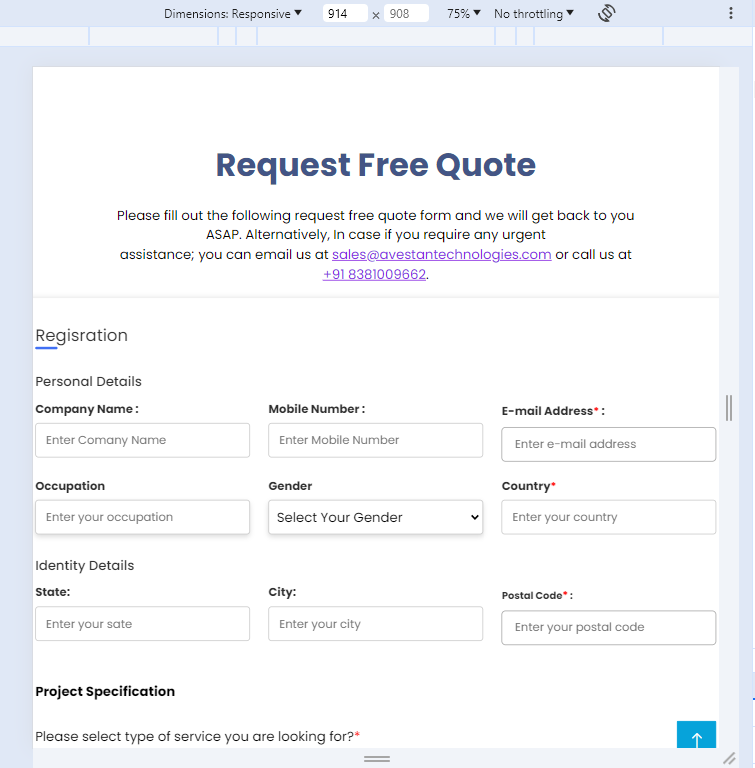 Dimensions: Responsive 914 x 908 75% No throttling
Request Free Quote
Please fill out the following request free quote form and we will get back to you
ASAP. Alternatively, In case if you require any urgent
assistance; you can email us at sales@avestantechnologies.com or call us at
+91 8381009662.
Regisration
Personal Details
Company Name : Mobile Number : E-mail Address* :
Enter Comany Name Enter Mobile Number Enter e-mail address
Occupation Gender Country*
Enter your occupation Select Your Gender Enter your country
Identity Details
State: City: Postal Code* :
Enter your sate Enter your city Enter your postal code
Project Specification
Please select type of service you are looking for?*